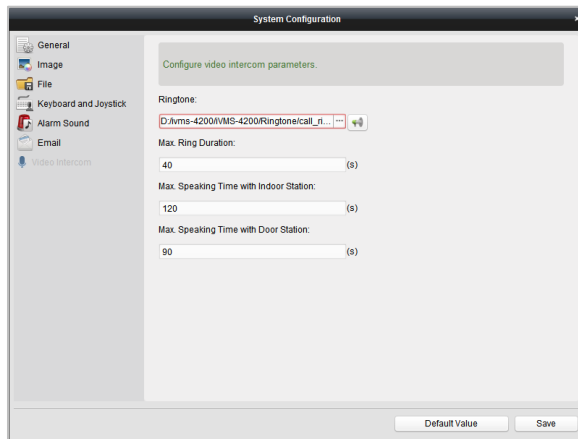 System Configuration
General
Image
File
Keyboard and Joystick
Alarm Sound
Email
Video Intercom
Configure video intercom parameters.
Ringtone:
D:/ivms-4200/iVMS-4200/Ringtone/call_ri... ...
Max. Ring Duration:
40 (s)
Max. Speaking Time with Indoor Station:
120 (s)
Max. Speaking Time with Door Station:
90 (s)
Default Value Save